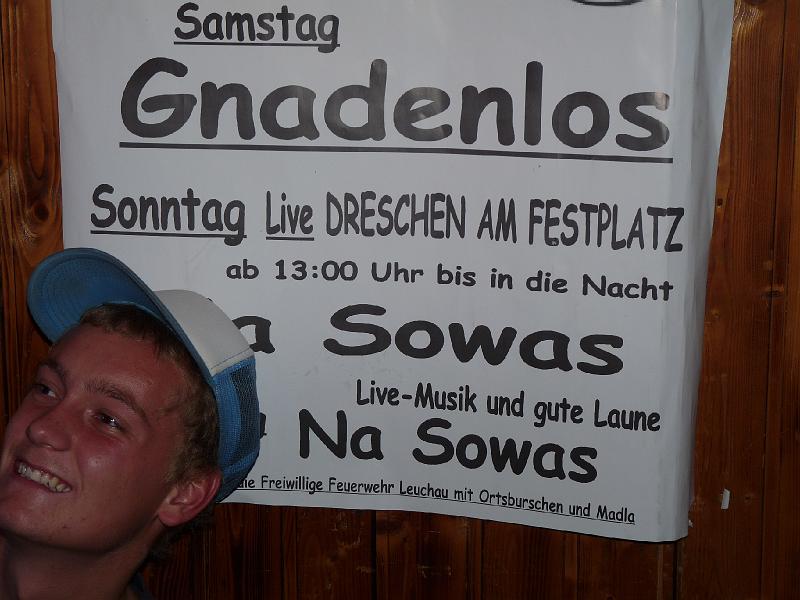 Samstag
Gnadenlos
Sonntag Live DRESCHEN AM FESTPLATZ
ab 13:00 Uhr bis in die Nacht
Sowas
Live-Musik und gute Laune
Na Sowas
die Freiwillige Feuerwehr Leuchau mit Ortsburschen und Madla